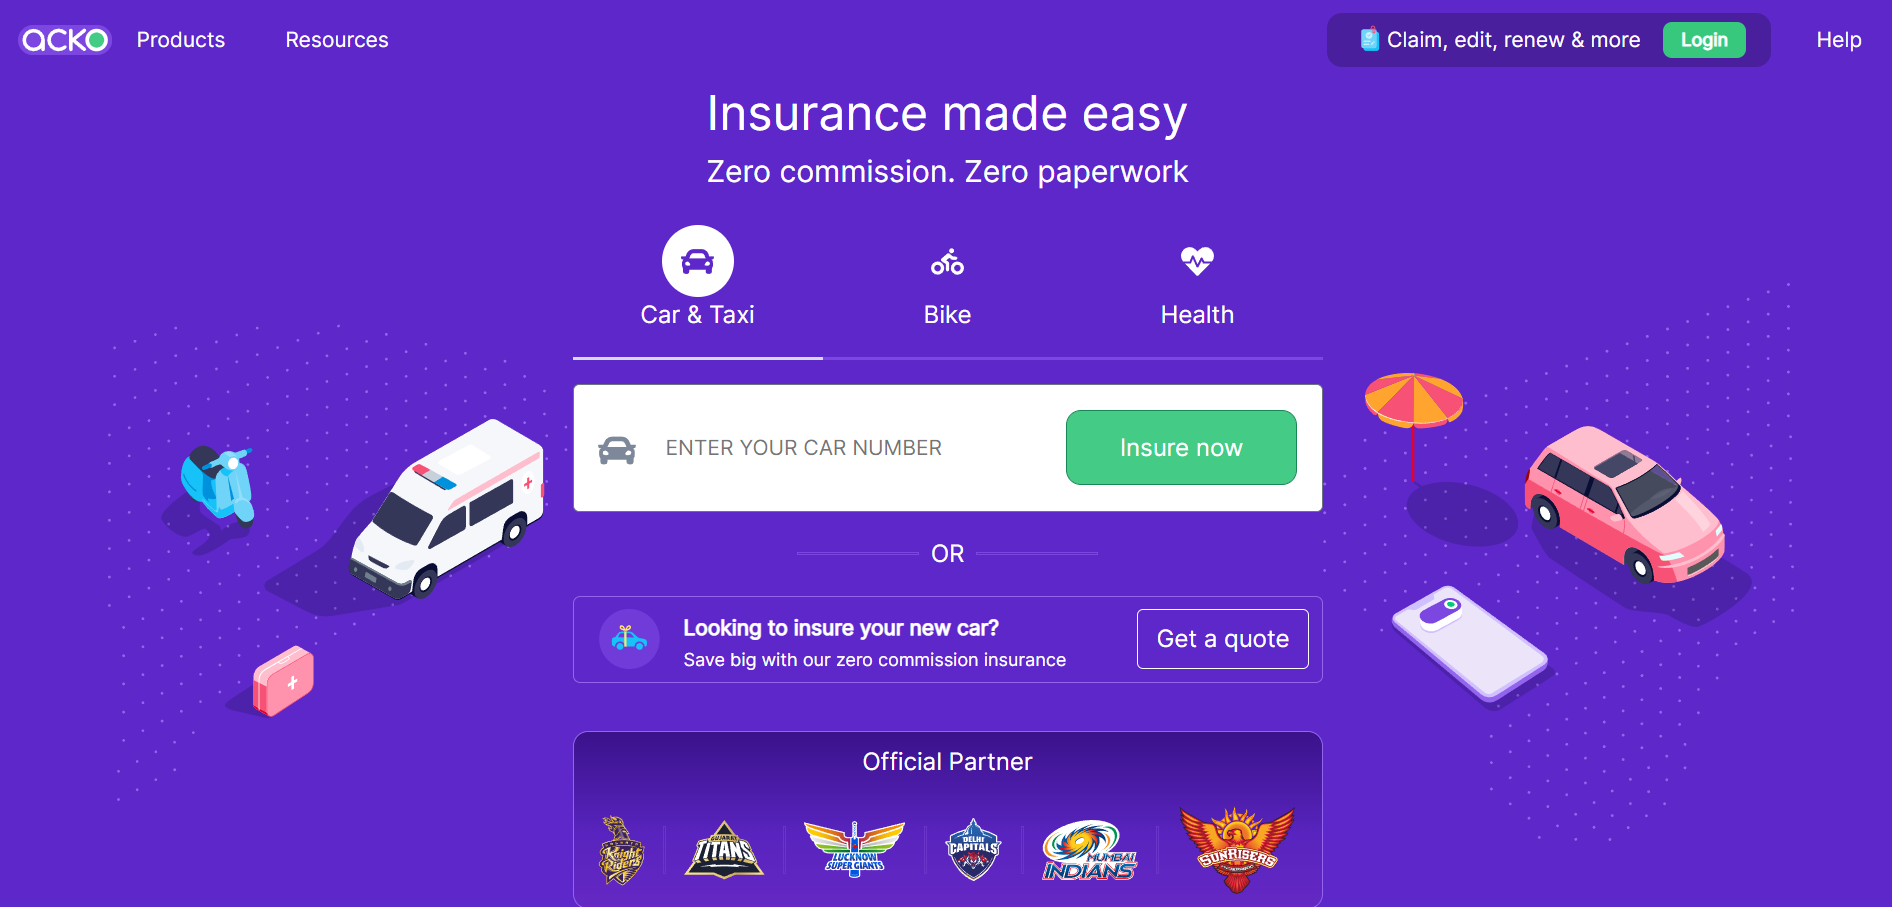 acko
Products
Resources
Claim, edit, renew & more
Login
Help
Insurance made easy
Zero commission. Zero paperwork
Car & Taxi
Bike
Health
ENTER YOUR CAR NUMBER
Insure now
OR
Looking to insure your new car?
Save big with our zero commission insurance
Get a quote
Official Partner
Knight
Riders
GUJARAT
TITANS
LUCKNOW
SUPER GIANTS
DELHI
CAPITALS
MUMBAI
INDIANS
SUNRISERS